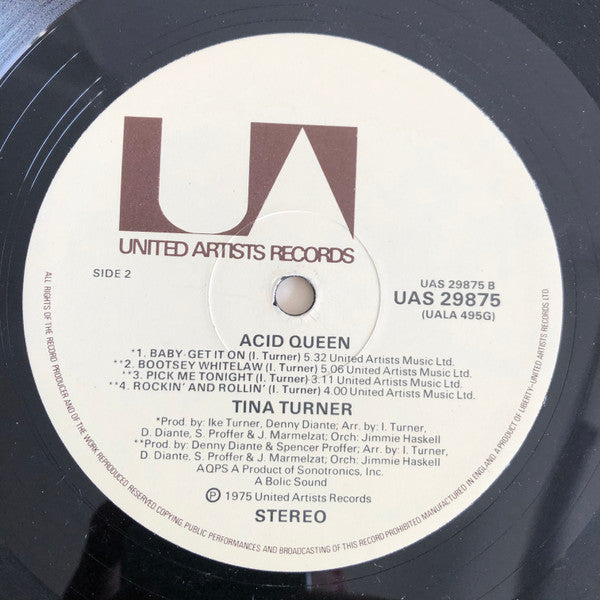 UA
UNITED ARTISTS RECORDS
SIDE 2
UAS 29875 B
UAS 29875
(UALA 495G)
ACID QUEEN
*1. BABY-GET IT ON (I. Turner) 5.32 United Artists Music Ltd.
**2. BOOTSEY WHITELAW (I. Turner) 5.06 United Artists Music Ltd.
**3. PICK ME TONIGHT (I. Turner) 3.11 United Artists Music Ltd.
**4. ROCKIN' AND ROLLIN' (I. Turner) 4.00 United Artists Music Ltd.
TINA TURNER
*Prod. by: Ike Turner, Denny Diante; Arr. by: I. Turner,
D. Diante, S. Proffer & J. Marmelzat; Orch: Jimmie Haskell
**Prod. by: Denny Diante & Spencer Proffer; Arr. by: I. Turner,
D. Diante, S. Proffer & J. Marmelzat; Orch: Jimmie Haskell
AQPS A Product of Sonotronics, Inc.
A Bolic Sound
Ⓟ 1975 United Artists Records
STEREO
ALL RIGHTS OF THE RECORD PRODUCER AND OF THE WORK REPRODUCED RESERVED COPYING, PUBLIC PERFORMANCES AND BROADCASTING OF THIS RECORD PROHIBITED MANUFACTURED IN ENGLAND A PRODUCT OF LIBERTY-UNITED ARTISTS RECORDS LTD.